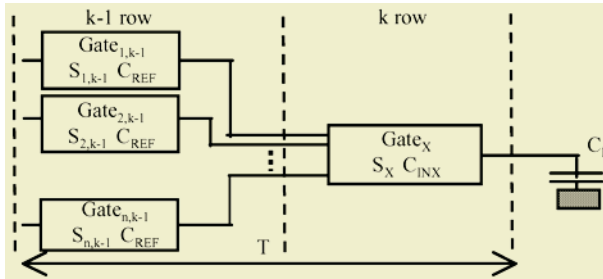 k-1 row
k row
Gate1,k-1
S1,k-1 CREF
Gate2,k-1
S2,k-1 CREF
GateX
SX CINX
Gaten,k-1
Sn,k-1 CREF
T